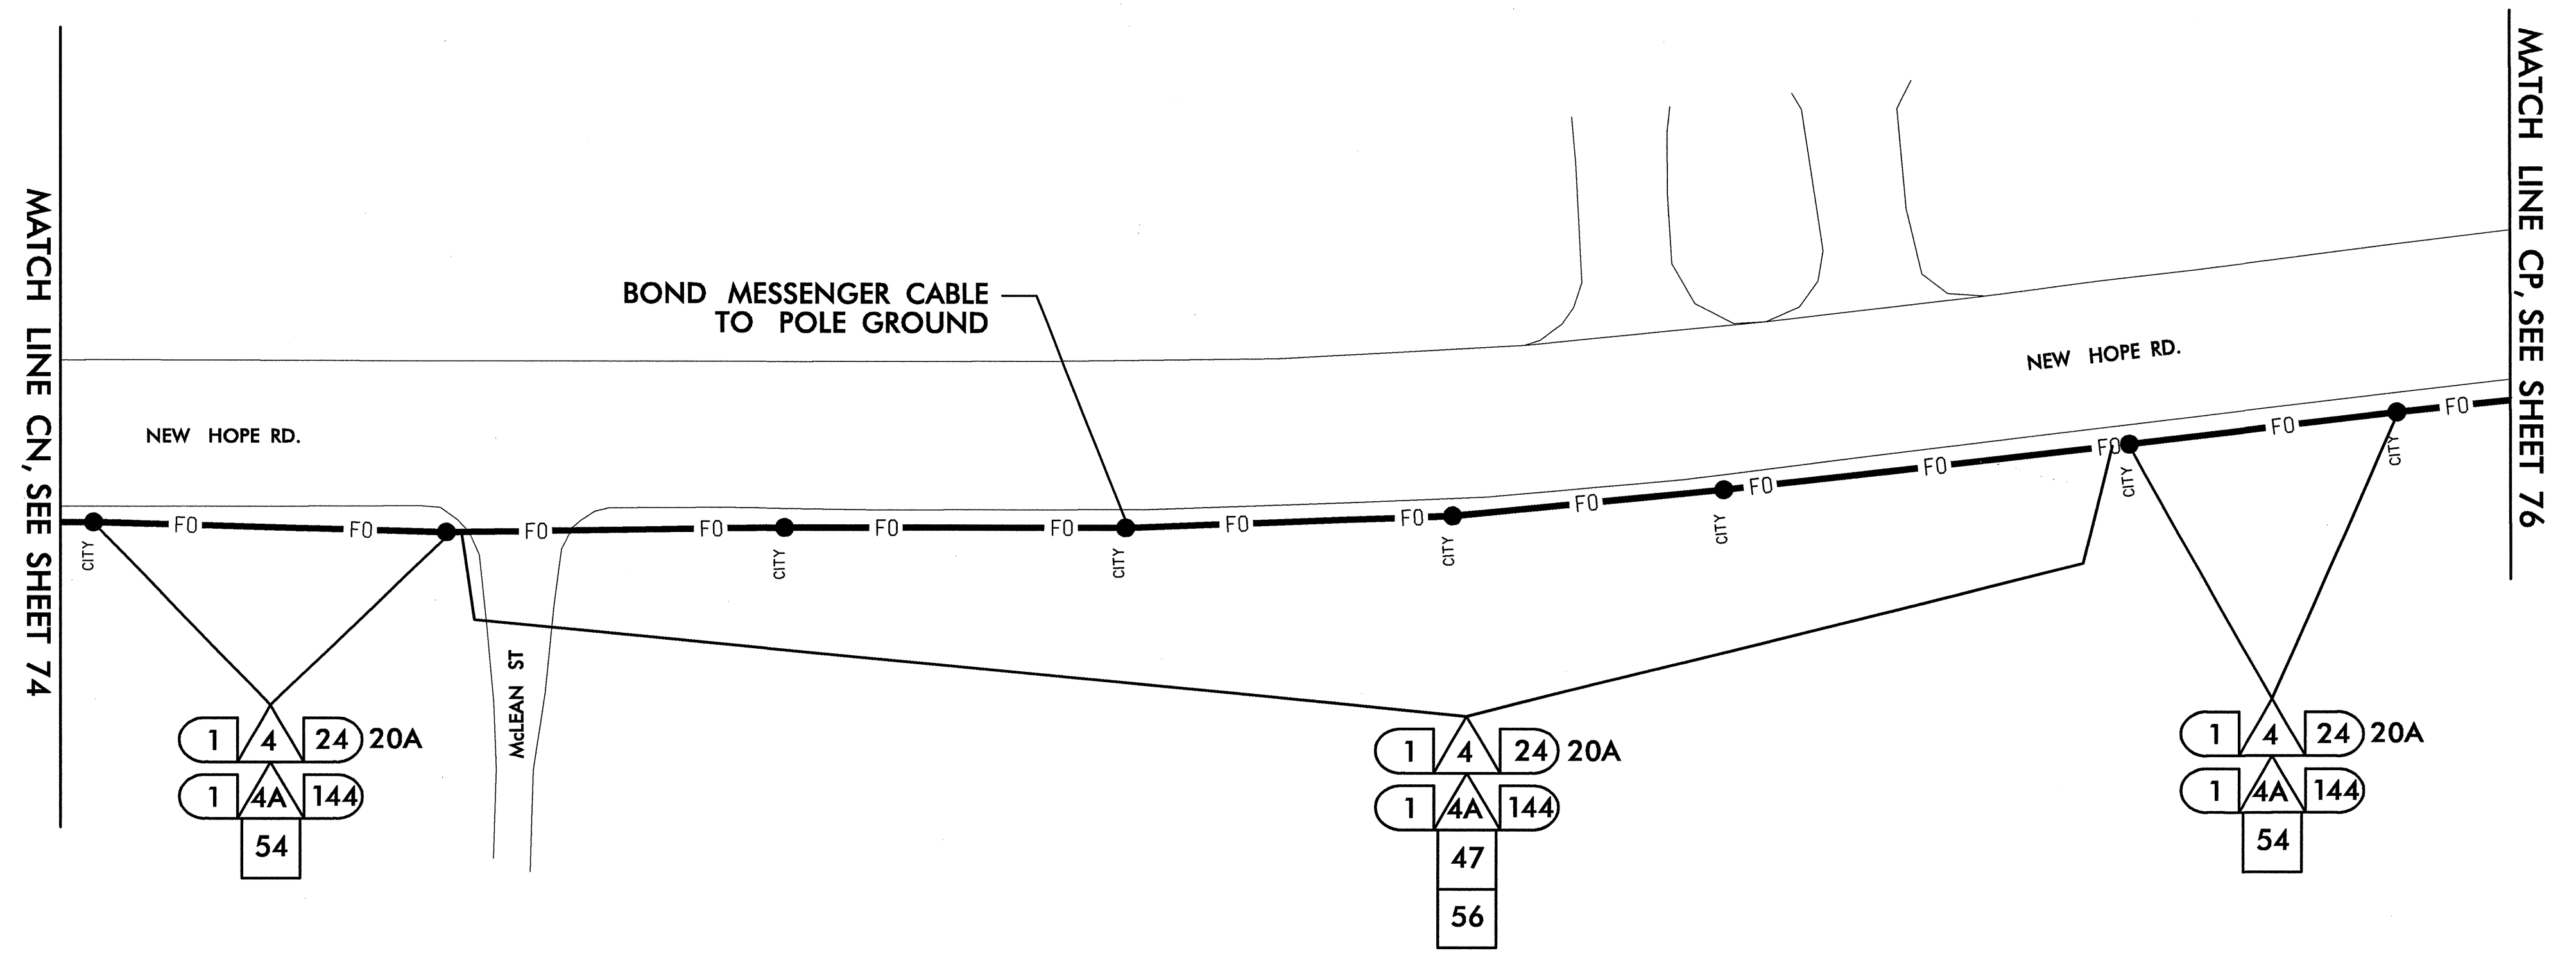 MATCH LINE CN, SEE SHEET 74
MATCH LINE CP, SEE SHEET 76
BOND MESSENGER CABLE
TO POLE GROUND
NEW HOPE RD.
NEW HOPE RD.
FO FO FO FO FO FO FO FO FO FO FO FO FO FO
CITY CITY CITY CITY CITY CITY CITY
McLEAN ST
1 4 24 20A
1 4A 144
54
1 4 24 20A
1 4A 144
47
56
1 4 24 20A
1 4A 144
54